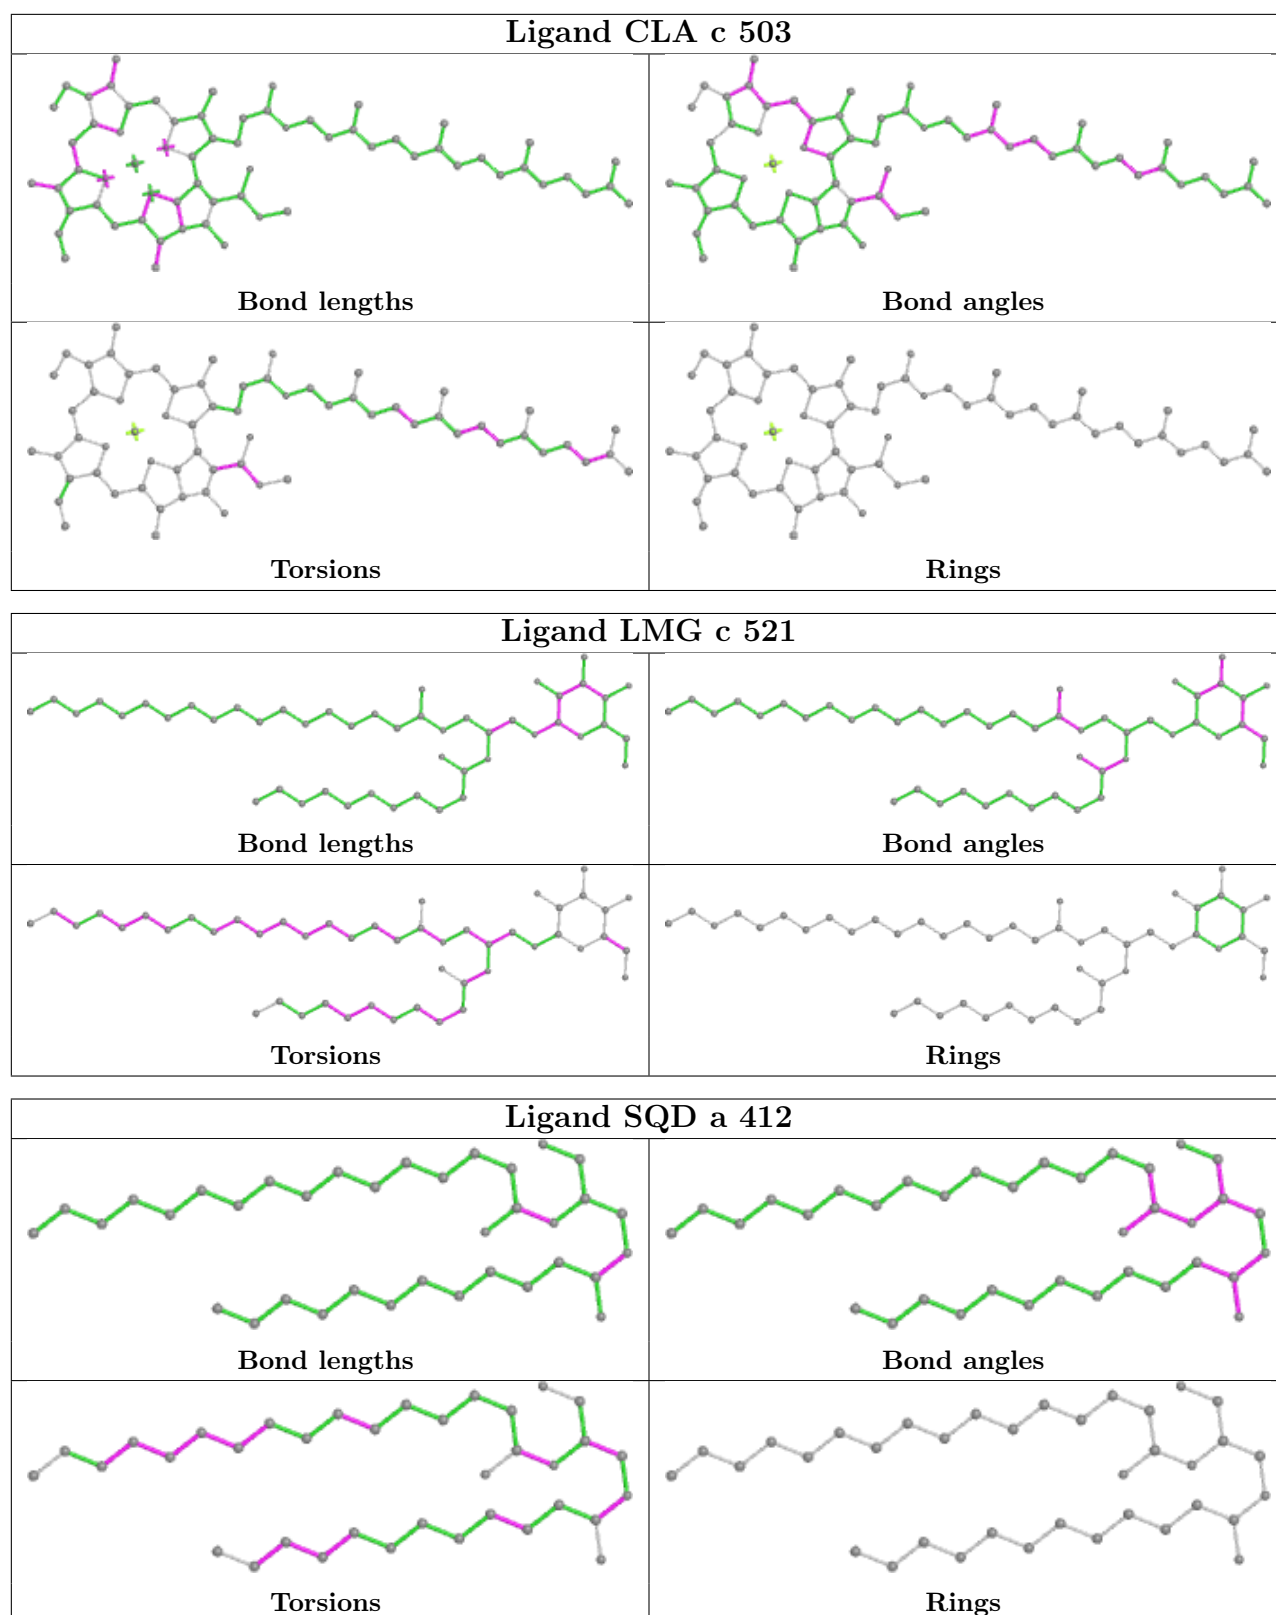 Ligand CLA c 503
Bond lengths
Bond angles
Torsions
Rings
Ligand LMG c 521
Bond lengths
Bond angles
Torsions
Rings
Ligand SQD a 412
Bond lengths
Bond angles
Torsions
Rings